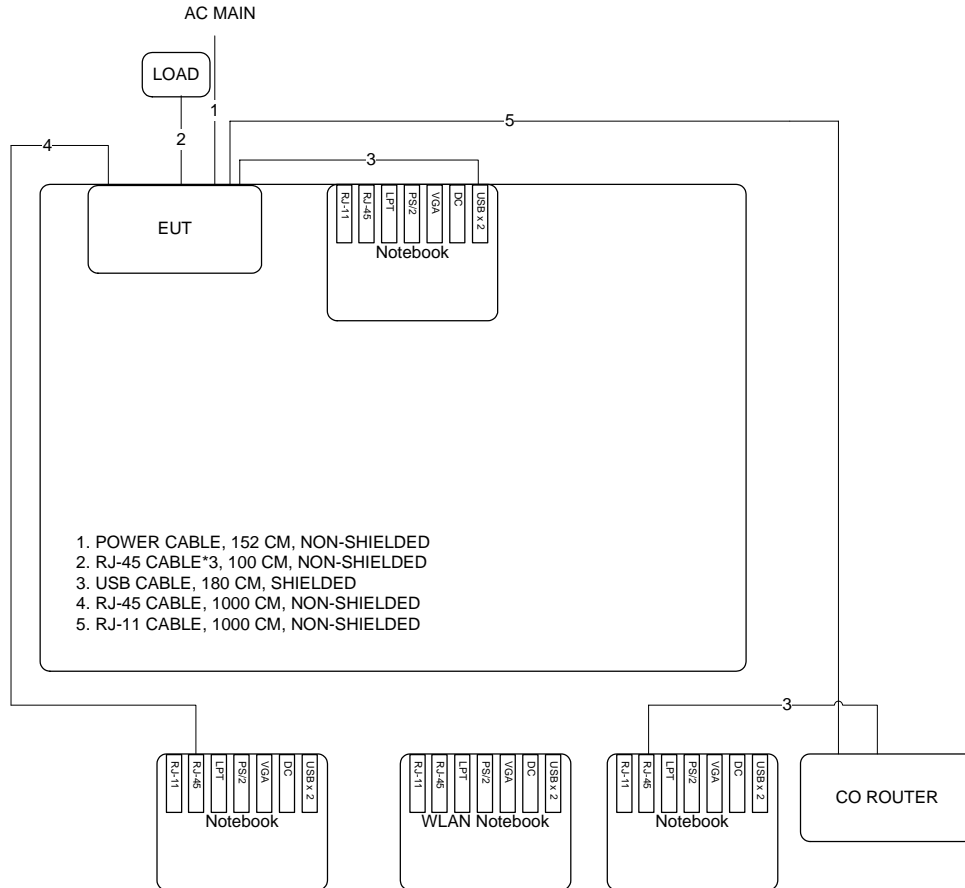 AC MAIN
LOAD
1
5
2
4
3
EUT
RJ-11
RJ-45
LPT
PS/2
VGA
DC
USB x 2
Notebook
1. POWER CABLE, 152 CM, NON-SHIELDED
2. RJ-45 CABLE*3, 100 CM, NON-SHIELDED
3. USB CABLE, 180 CM, SHIELDED
4. RJ-45 CABLE, 1000 CM, NON-SHIELDED
5. RJ-11 CABLE, 1000 CM, NON-SHIELDED
3
RJ-11
RJ-45
LPT
PS/2
VGA
DC
USB x 2
Notebook
RJ-11
RJ-45
LPT
PS/2
VGA
DC
USB x 2
WLAN Notebook
RJ-11
RJ-45
LPT
PS/2
VGA
DC
USB x 2
Notebook
CO ROUTER